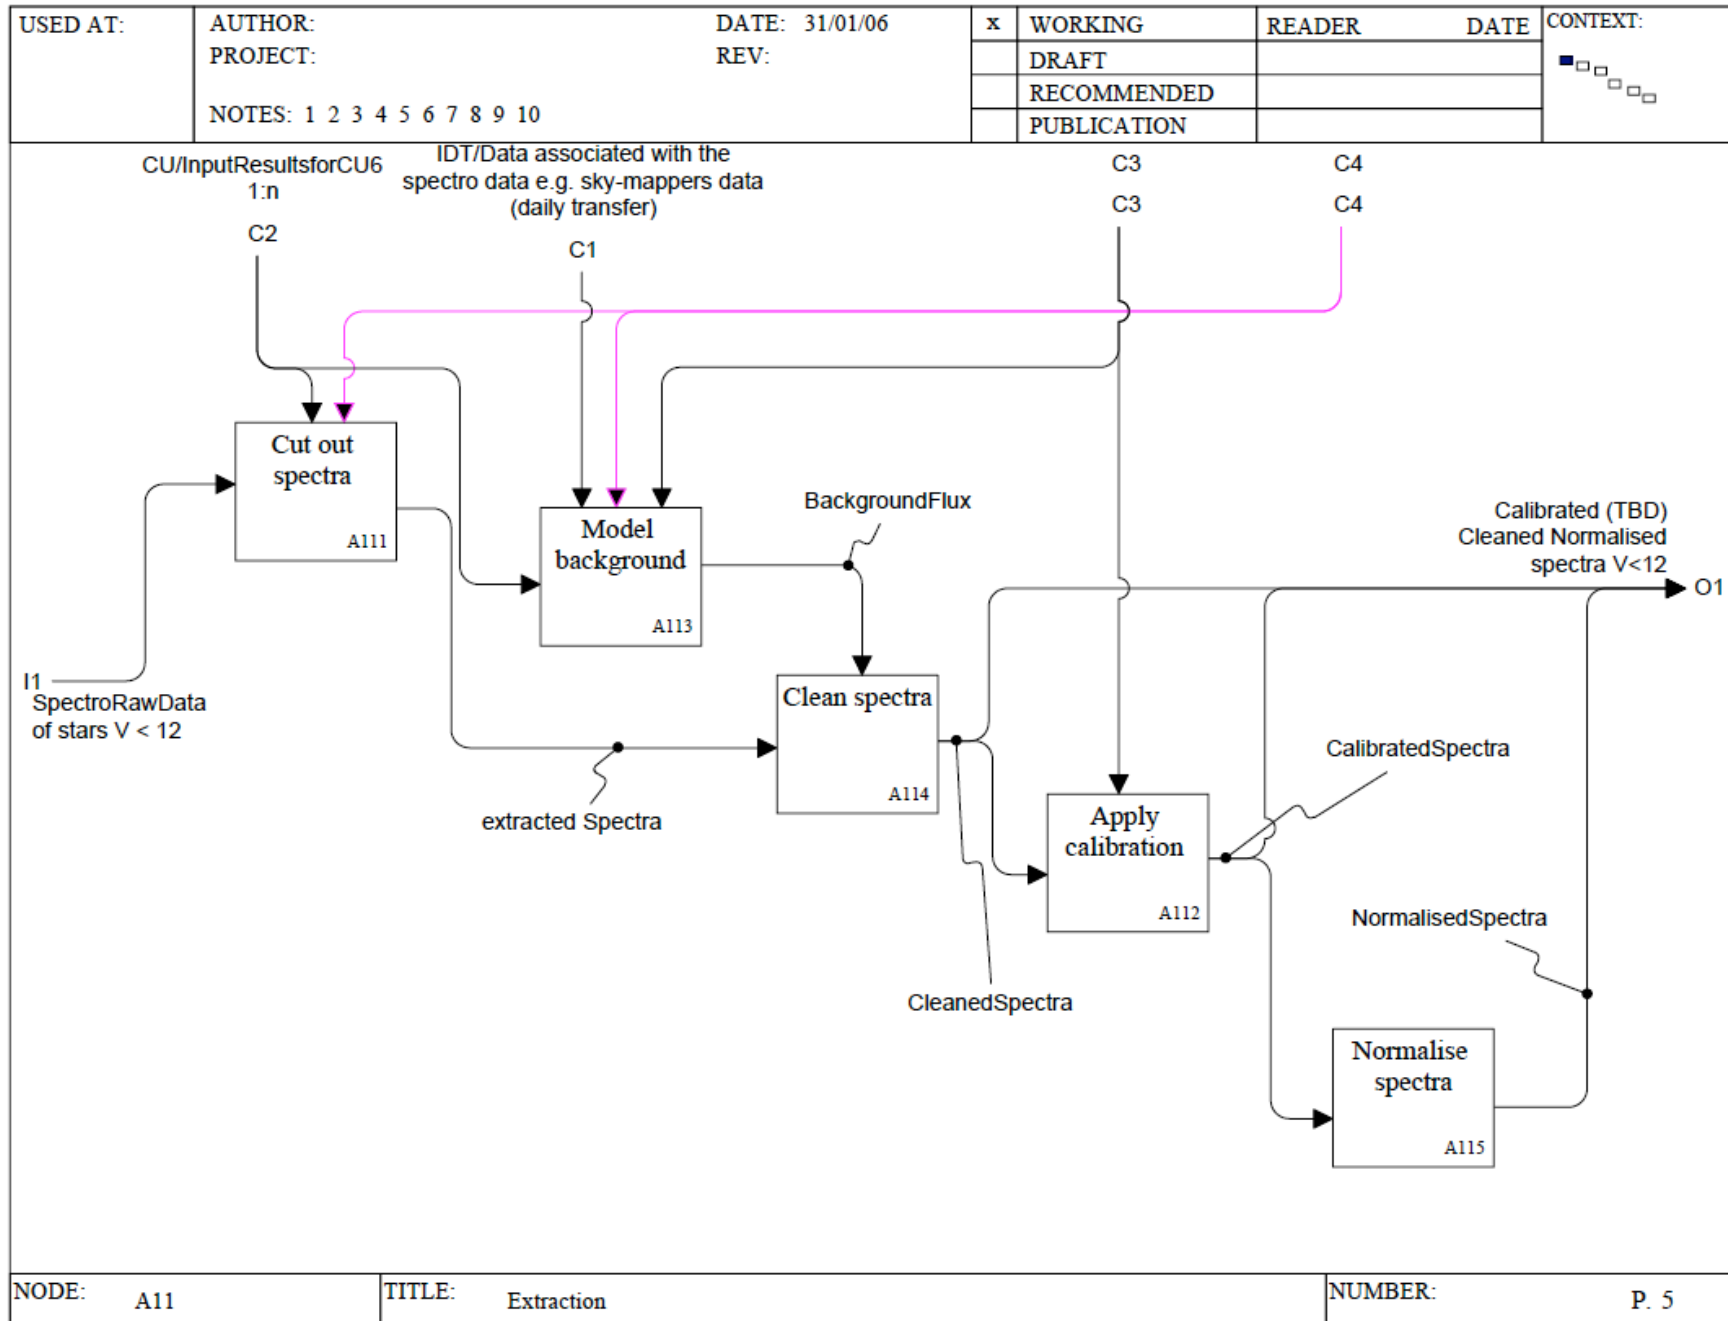 USED AT:
AUTHOR:
DATE: 31/01/06
PROJECT:
REV:
NOTES: 1 2 3 4 5 6 7 8 9 10
x WORKING
DRAFT
RECOMMENDED
PUBLICATION
READER DATE
CONTEXT:
CU/InputResultsforCU6
1:n
C2
IDT/Data associated with the
spectro data e.g. sky-mappers data
(daily transfer)
C1
C3
C3
C4
C4
Cut out
spectra
A111
Model
background
A113
BackgroundFlux
Calibrated (TBD)
Cleaned Normalised
spectra V<12
O1
I1
SpectroRawData
of stars V < 12
Clean spectra
A114
extracted Spectra
CalibratedSpectra
Apply
calibration
A112
NormalisedSpectra
CleanedSpectra
Normalise
spectra
A115
NODE: A11
TITLE: Extraction
NUMBER: P. 5